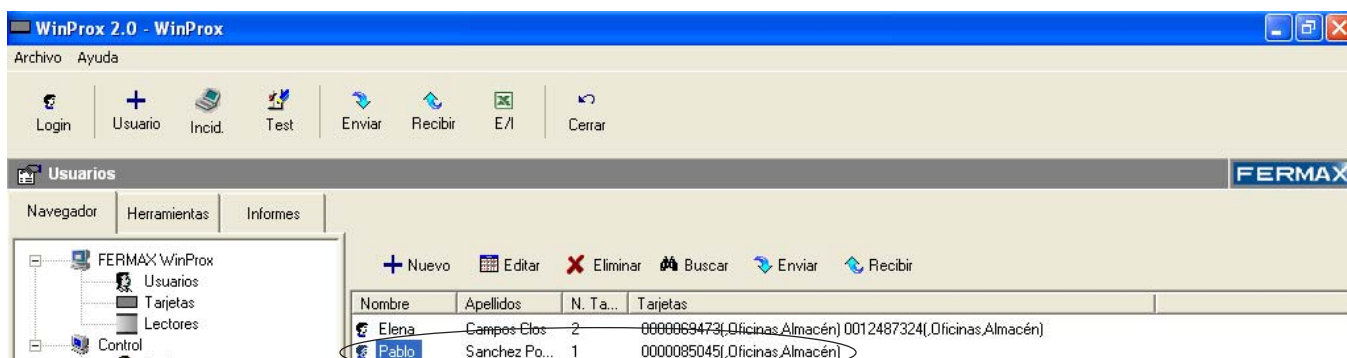 WinProx 2.0 - WinProx
Archivo Ayuda
Login Usuario Incid. Test Enviar Recibir E/I Cerrar
Usuarios FERMAX
Navegador Herramientas Informes
FERMAX WinProx
Nuevo Editar Eliminar Buscar Enviar Recibir
Usuarios
Tarjetas
Nombre Apellidos N. Ta... Tarjetas
Lectores
Elena Campos Clos 2 0000069473(,Oficinas,Almacén) 0012487324(,Oficinas,Almacén)
Control
Pablo Sanchez Po... 1 0000085045(,Oficinas,Almacén)